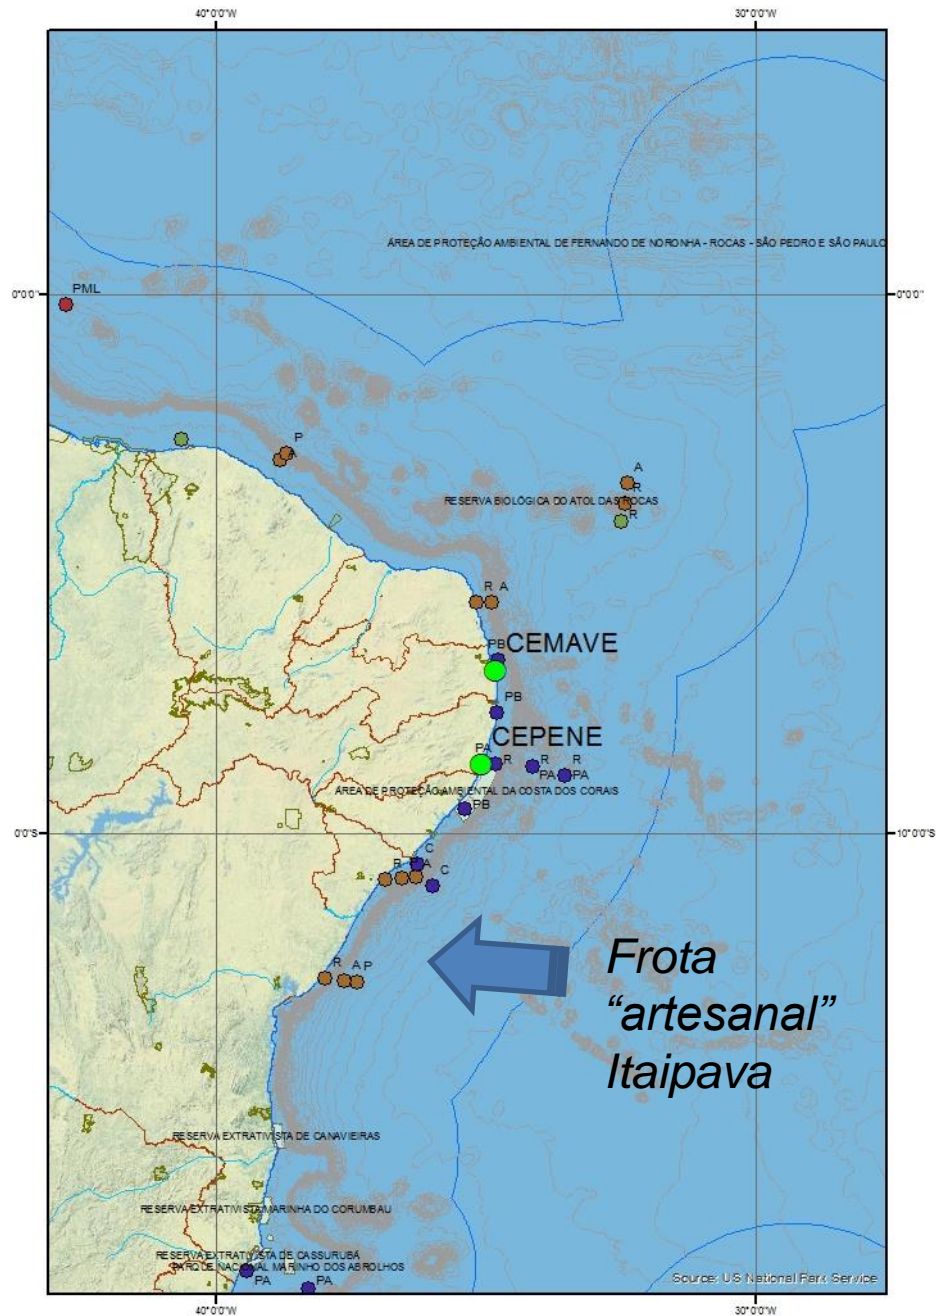 40°0'0"W
30°0'0"W
ÁREA DE PROTEÇÃO AMBIENTAL DE FERNANDO DE NORONHA - ROCAS - SÃO PEDRO E SÃO PAULO
0°0'0"
0°0'0"
PML
P
A
A
R
RESERVA BIOLÓGICA DO ATOL DAS ROCAS
R
R A
PB
CEMAVE
PB
CEPENE
PA
R
R
R
PA
PA
ÁREA DE PROTEÇÃO AMBIENTAL DA COSTA DOS CORAIS
PB
0'0"S
10°0'0"S
C
R
A
C
R
A P
Frota
“artesanal”
Itaipava
RESERVA EXTRATIVISTA DE CANAVIEIRAS
RESERVA EXTRATIVISTA MARINHA DO CORUMBAU
RESERVA EXTRATIVISTA DE CASSURUBÁ
PARQUE NACIONAL MARINHO DOS ABROLHOS
PA
PA
Source: US National Park Service
40°0'0"W
30°0'0"W